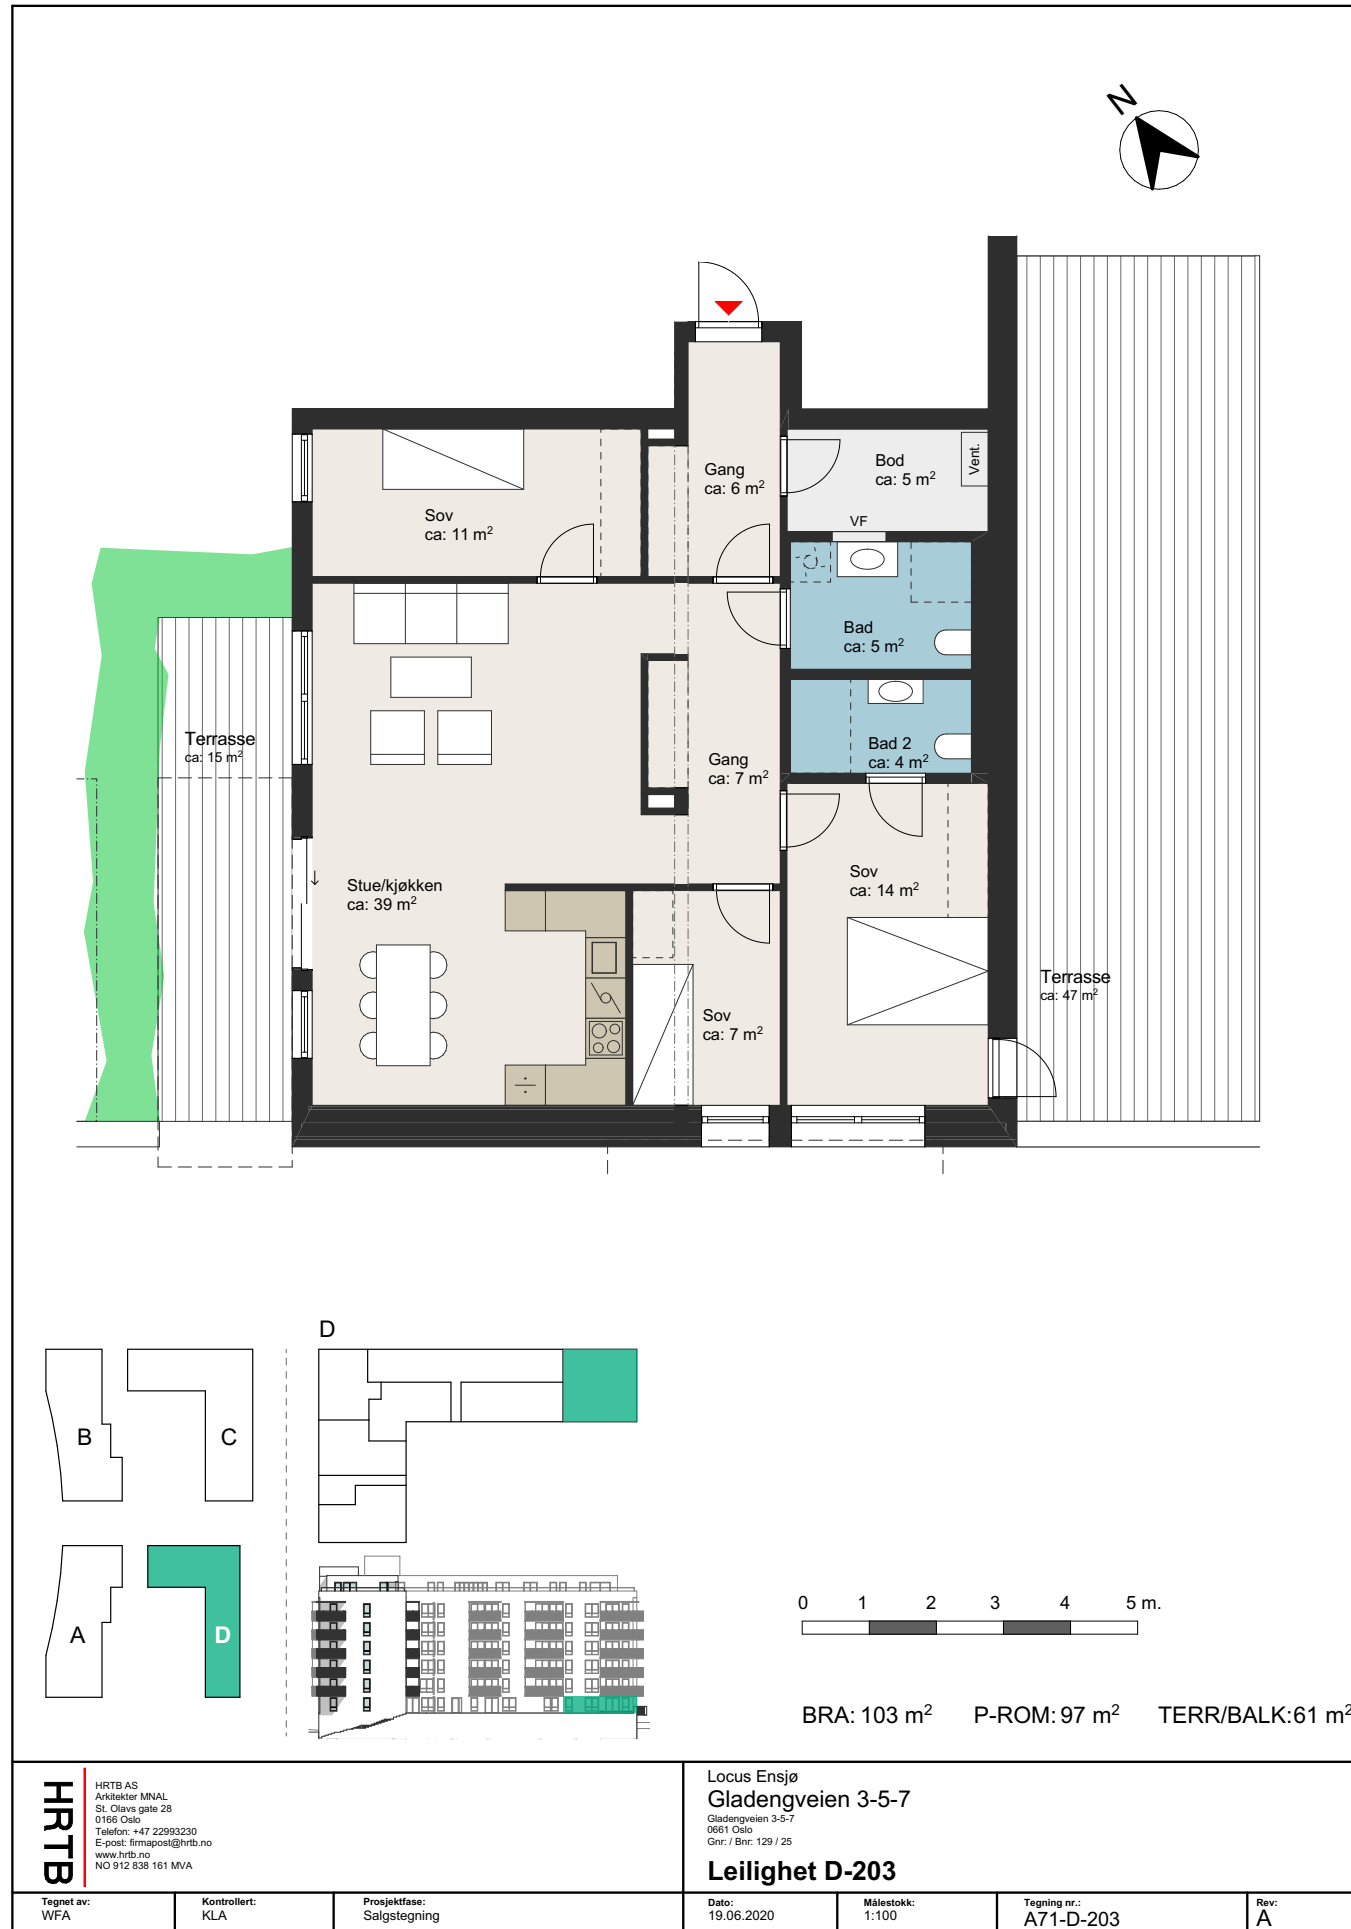 N
Gang
ca: 6 m²
Bod
ca: 5 m²
Vent.
VF
Sov
ca: 11 m²
Bad
ca: 5 m²
Terrasse
ca: 15 m²
Bad 2
ca: 4 m²
Gang
ca: 7 m²
Stue/kjøkken
ca: 39 m²
Sov
ca: 14 m²
Sov
ca: 7 m²
Terrasse
ca: 47 m²
D
B
C
A
D
0 1 2 3 4 5 m.
BRA: 103 m² P-ROM: 97 m² TERR/BALK:61 m²
HRTB
HRTB AS
Arkitekter MNAL
St. Olavs gate 28
0166 Oslo
Telefon: +47 22993230
E-post: firmapost@hrtb.no
www.hrtb.no
NO 912 838 161 MVA
Locus Ensjø
Gladengveien 3-5-7
Gladengveien 3-5-7
0661 Oslo
Gnr: / Bnr: 129 / 25
Leilighet D-203
Tegnet av:
WFA
Kontrollert:
KLA
Prosjektfase:
Salgstegning
Dato:
19.06.2020
Målestokk:
1:100
Tegning nr.:
A71-D-203
Rev:
A